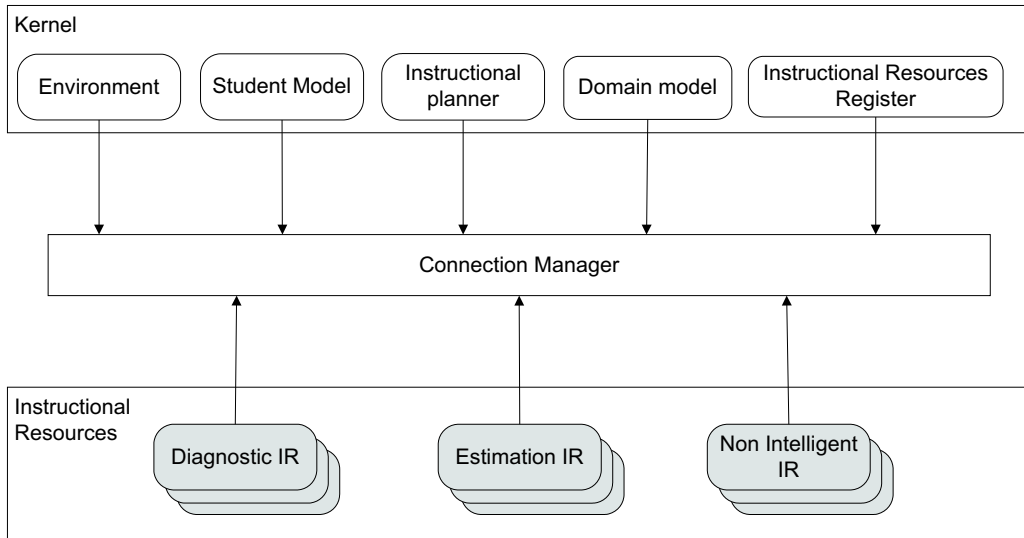 Kernel
Environment
Student Model
Instructional
planner
Domain model
Instructional Resources
Register
Connection Manager
Instructional
Resources
Diagnostic IR
Estimation IR
Non Intelligent
IR